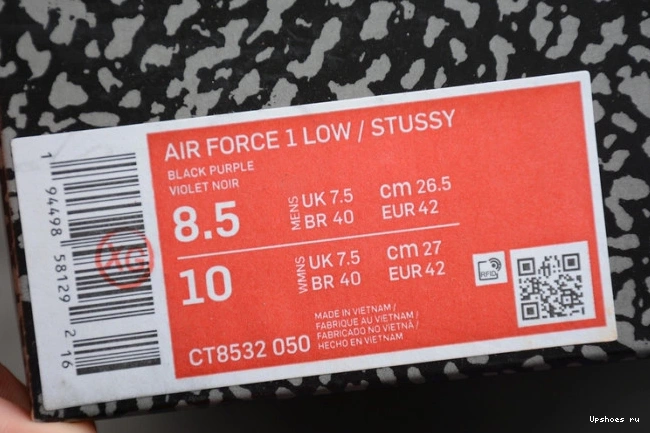 AIR FORCE 1 LOW / STUSSY
BLACK PURPLE
VIOLET NOIR
8.5 MENS UK 7.5 cm 26.5
BR 40 EUR 42
10 WMNS UK 7.5 cm 27
BR 40 EUR 42
RFID
CT8532 050
MADE IN VIETNAM /
FABRIQUE AU VIETNAM /
FABRICADO NO VIETNÃ /
HECHO EN VIETNAM
1 94498 58129 2 16
Upshoes ru